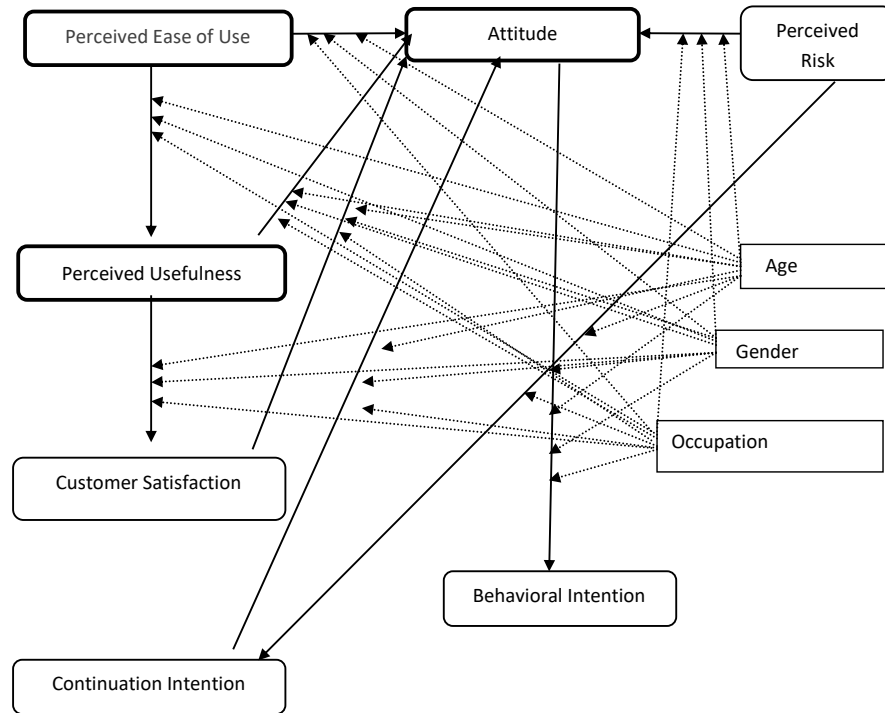 Perceived Ease of Use
Attitude
Perceived
Risk
Age
Perceived Usefulness
Gender
Occupation
Customer Satisfaction
Behavioral Intention
Continuation Intention